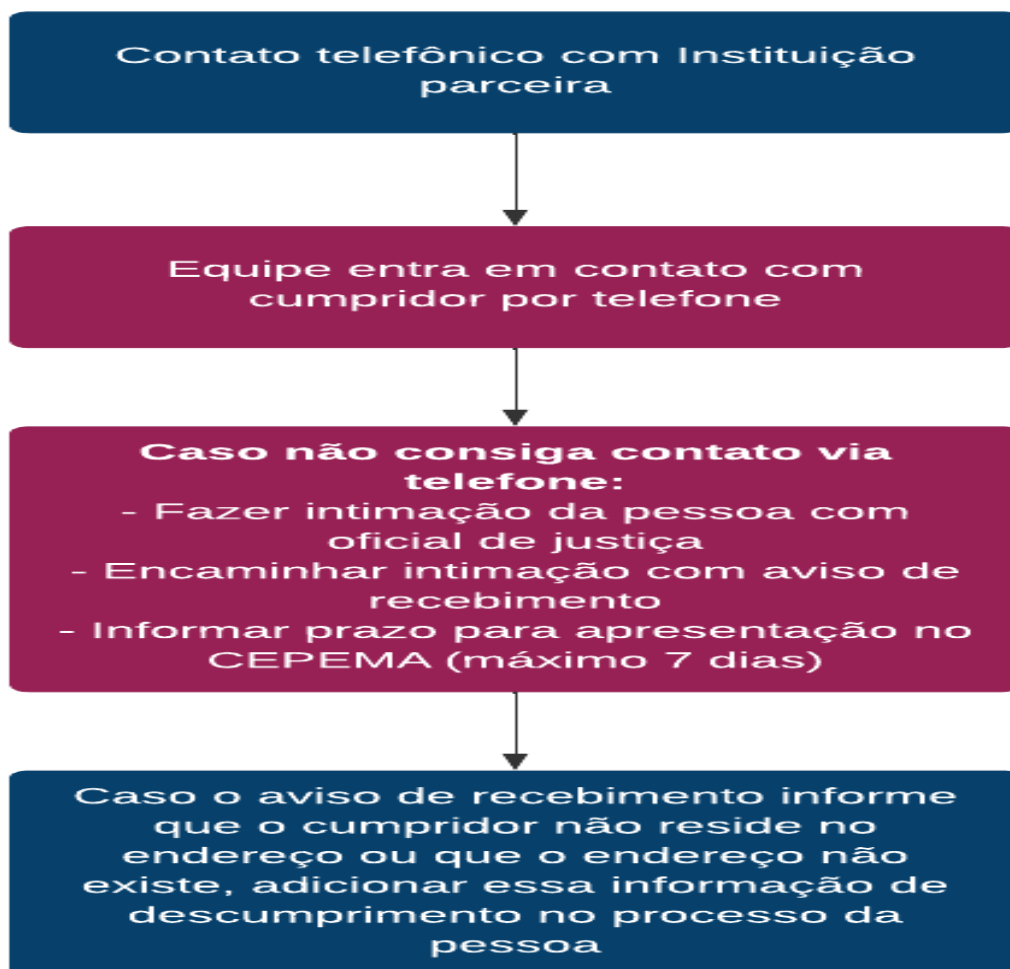 Contato telefônico com Instituição
parceira
Equipe entra em contato com
cumpridor por telefone
Caso não consiga contato via
telefone:
- Fazer intimação da pessoa com
oficial de justiça
- Encaminhar intimação com aviso de
recebimento
- Informar prazo para apresentação no
CEPEMA (máximo 7 dias)
Caso o aviso de recebimento informe
que o cumpridor não reside no
endereço ou que o endereço não
existe, adicionar essa informação de
descumprimento no processo da
pessoa